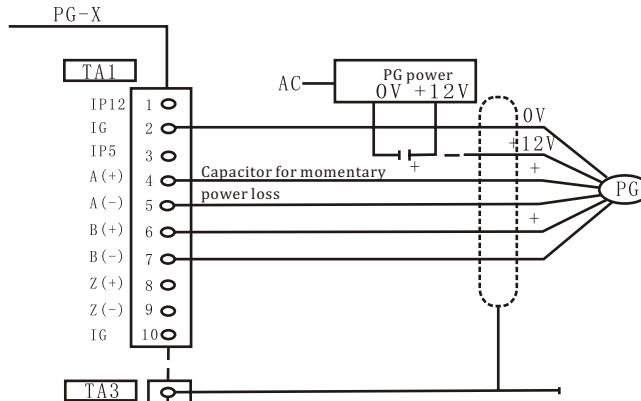 PG-X
TA1
PG power
AC
0V +12V
IP12 1
0V
IG 2
+12V
IP5 3
+
Capacitor for momentary
+
A(+) 4
power loss
PG
A(-) 5
B(+) 6
+
B(-) 7
Z(+) 8
Z(-) 9
IG 10
TA3